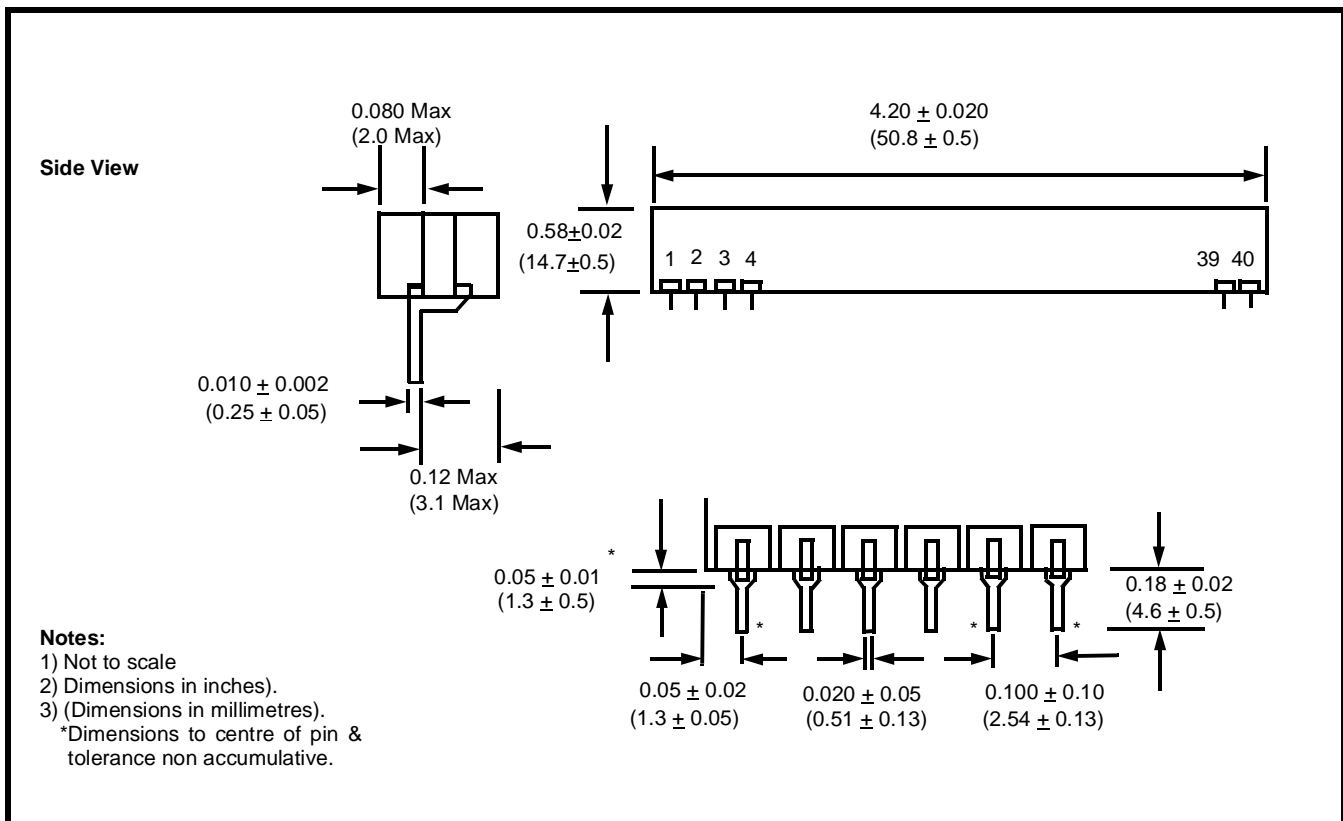 0.080 Max
(2.0 Max)
4.20 ± 0.020
(50.8 ± 0.5)
Side View
0.58±0.02
(14.7±0.5)
1 2 3 4
39 40
0.010 ± 0.002
(0.25 ± 0.05)
0.12 Max
(3.1 Max)
*
0.05 ± 0.01
(1.3 ± 0.5)
0.18 ± 0.02
(4.6 ± 0.5)
* * *
0.05 ± 0.02
(1.3 ± 0.05)
0.020 ± 0.05
(0.51 ± 0.13)
0.100 ± 0.10
(2.54 ± 0.13)
Notes:
1) Not to scale
2) Dimensions in inches).
3) (Dimensions in millimetres).
*Dimensions to centre of pin &
tolerance non accumulative.